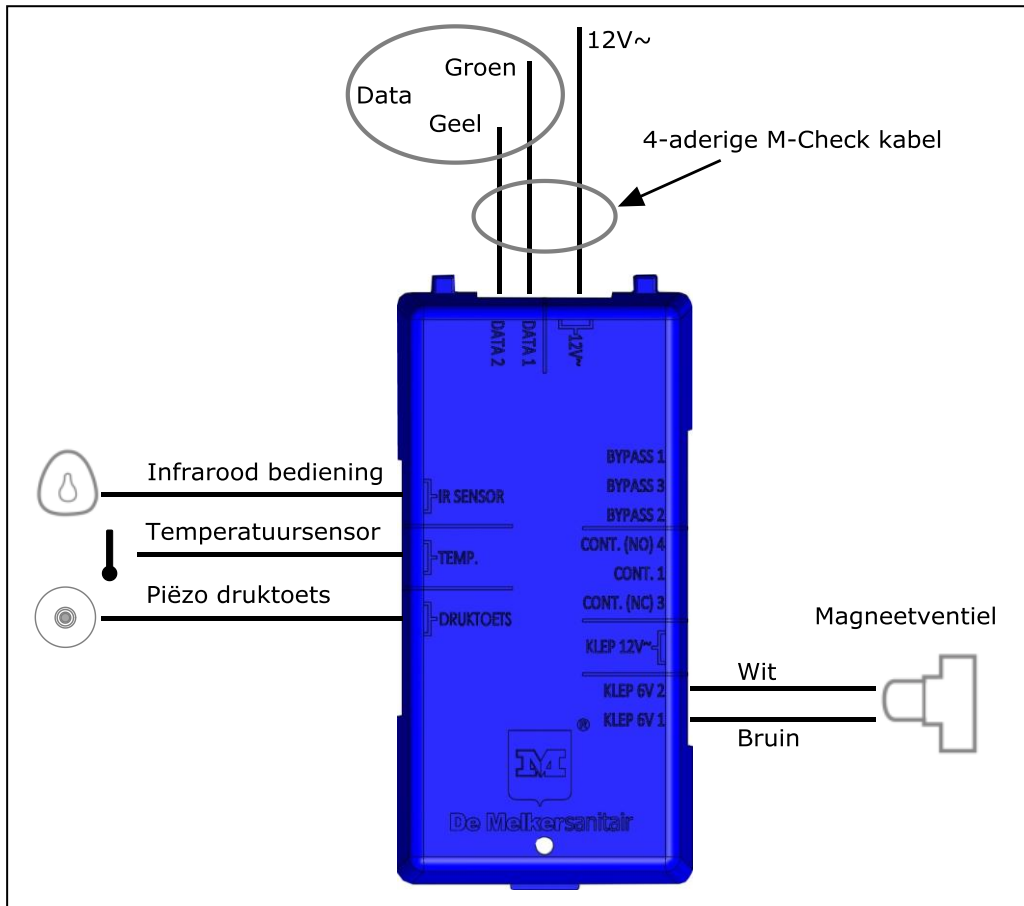 12V~
Groen
Data
Geel
4-aderige M-Check kabel
DATA 2
DATA 1
12V~
BYPASS 1
Infrarood bediening
BYPASS 3
IR SENSOR
BYPASS 2
Temperatuursensor
CONT. (NO) 4
TEMP.
CONT. 1
Piëzo druktoets
CONT. (NC) 3
DRUKTOETS
Magneetventiel
KLEP 12V~
Wit
KLEP 6V 2
KLEP 6V 1
®
Bruin
M
De Melkersanitair